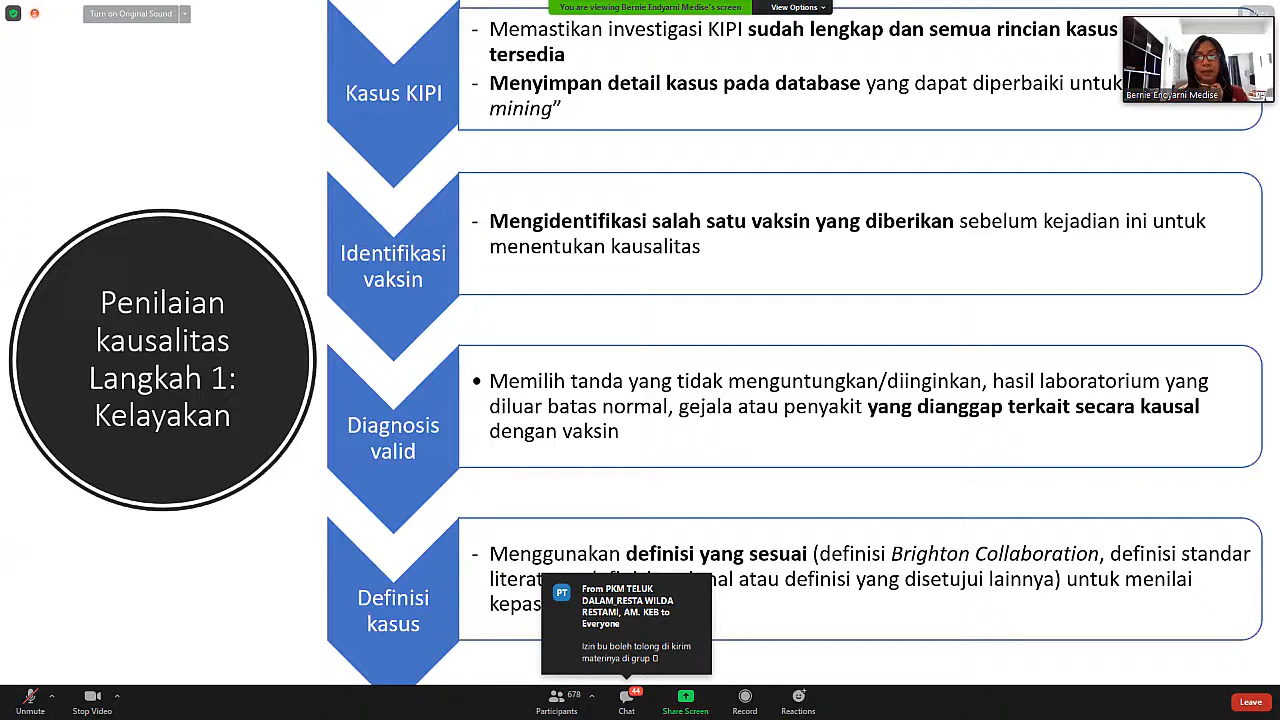 Turn on Original Sound
You are viewing Bernie Endyarni Medise's screen
View Options
Bernie Endyarni Medise
Penilaian
kausalitas
Langkah 1:
Kelayakan
Kasus KIPI
- Memastikan investigasi KIPI sudah lengkap dan semua rincian kasus
tersedia
- Menyimpan detail kasus pada database yang dapat diperbaiki untuk
mining”
Identifikasi
vaksin
- Mengidentifikasi salah satu vaksin yang diberikan sebelum kejadian ini untuk
menentukan kausalitas
Diagnosis
valid
• Memilih tanda yang tidak menguntungkan/diinginkan, hasil laboratorium yang
diluar batas normal, gejala atau penyakit yang dianggap terkait secara kausal
dengan vaksin
Definisi
kasus
- Menggunakan definisi yang sesuai (definisi Brighton Collaboration, definisi standar
atau definisi yang disetujui lainnya) untuk menilai
PT
From PKM TELUK
DALAM_RESTA WILDA
RESTAMI, AM. KEB to
Everyone
Izin bu boleh tolong di kirim
materinya di grup
Unmute
Stop Video
678
Participants
44
Chat
Share Screen
Record
Reactions
Leave